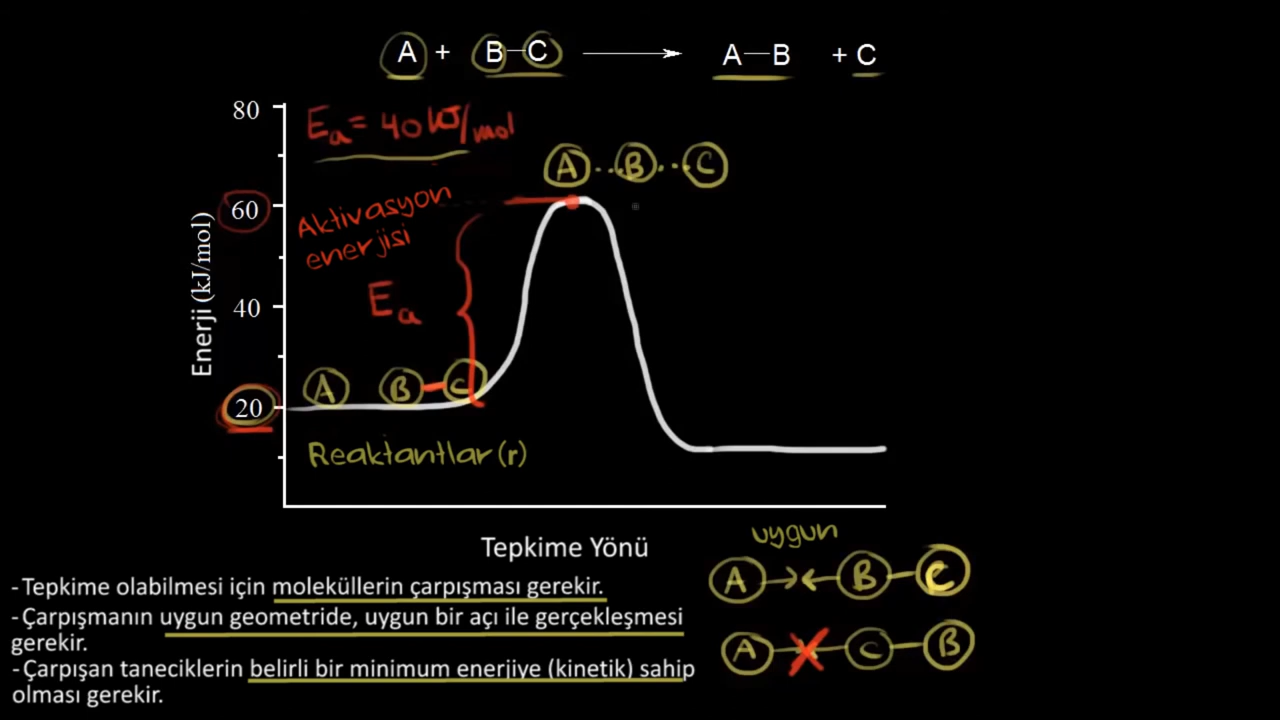 A + B—C → A—B + C
80
Ea = 40 kJ/mol
A...B...C
60
Aktivasyon
enerjisi
Enerji (kJ/mol)
40
Ea
A B-C
20
Reaktantlar (r)
Tepkime Yönü
uygun
A →← B-C
A C-B
- Tepkime olabilmesi için moleküllerin çarpışması gerekir.
- Çarpışmanın uygun geometride, uygun bir açı ile gerçekleşmesi
gerekir.
- Çarpışan taneciklerin belirli bir minimum enerjiye (kinetik) sahip
olması gerekir.